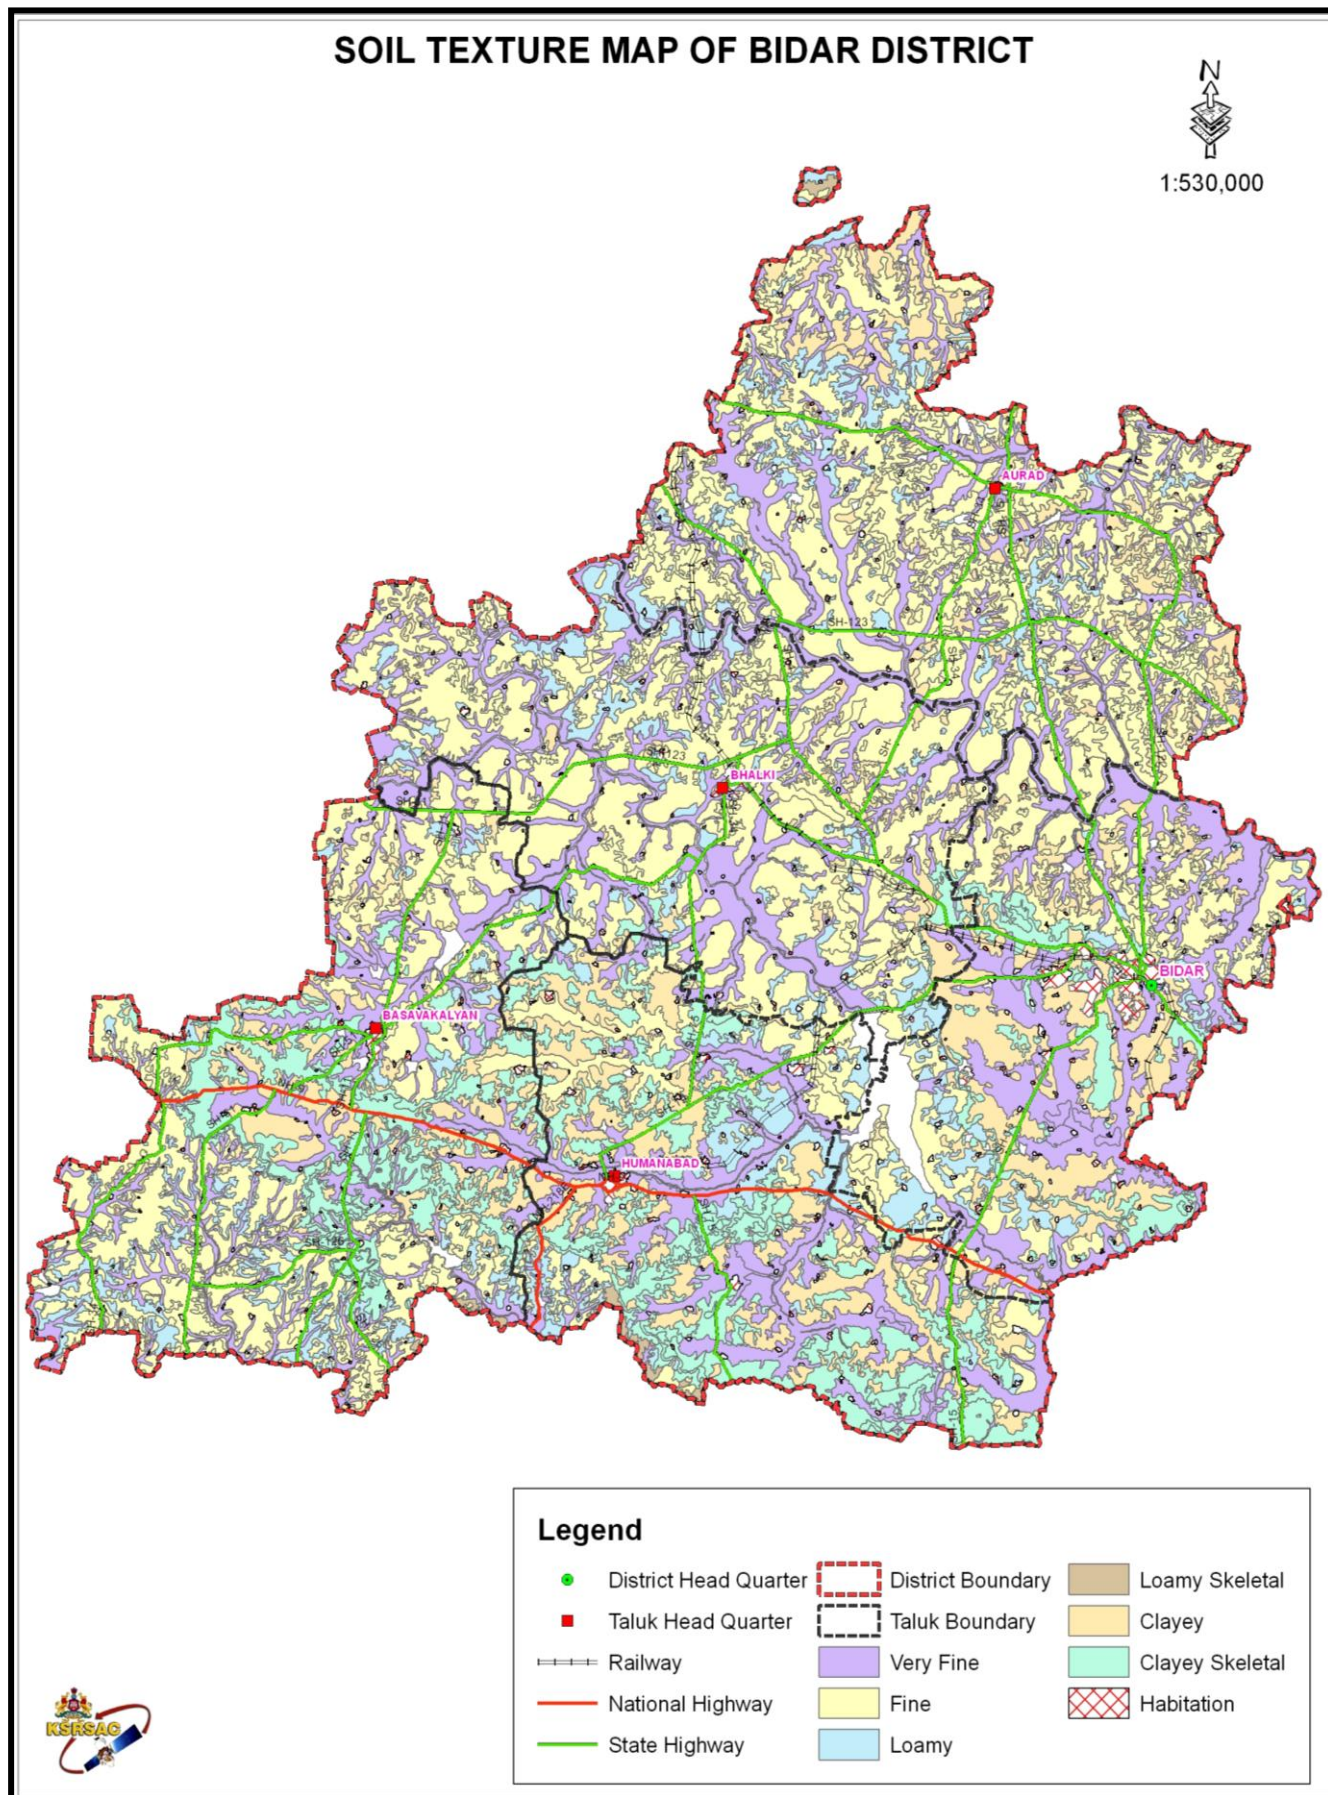 SOIL TEXTURE MAP OF BIDAR DISTRICT
N
1:530,000
AURAD
SH-123
BHALKI
BIDAR
BASAVAKALYAN
HUMANABAD
SH-126
Legend
District Head Quarter
District Boundary
Loamy Skeletal
Taluk Head Quarter
Taluk Boundary
Clayey
Railway
Very Fine
Clayey Skeletal
National Highway
Fine
Habitation
State Highway
Loamy
KSRSAC